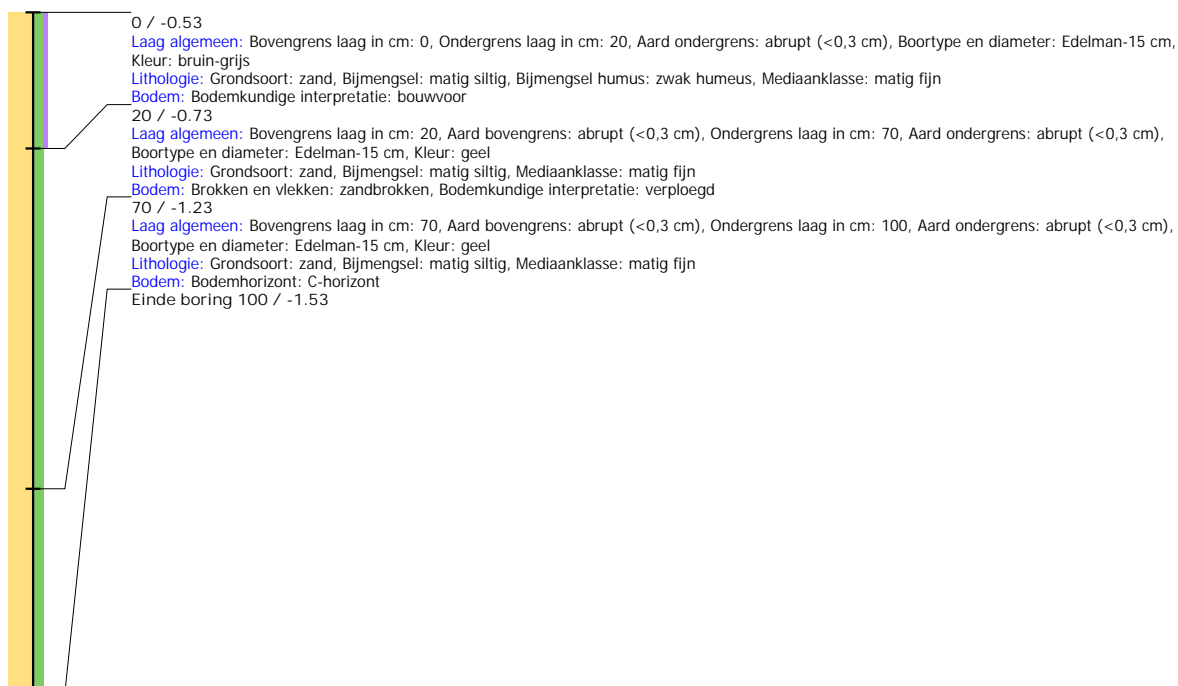 0 / -0.53
Laag algemeen: Bovengrens laag in cm: 0, Ondergrens laag in cm: 20, Aard ondergrens: abrupt (<0,3 cm), Boortype en diameter: Edelman-15 cm,
Kleur: bruin-grijs
Lithologie: Grondsoort: zand, Bijmengsel: matig siltig, Bijmengsel humus: zwak humeus, Mediaanklasse: matig fijn
Bodem: Bodemkundige interpretatie: bouwvoor
20 / -0.73
Laag algemeen: Bovengrens laag in cm: 20, Aard bovengrens: abrupt (<0,3 cm), Ondergrens laag in cm: 70, Aard ondergrens: abrupt (<0,3 cm),
Boortype en diameter: Edelman-15 cm, Kleur: geel
Lithologie: Grondsoort: zand, Bijmengsel: matig siltig, Mediaanklasse: matig fijn
Bodem: Brokken en vlekken: zandbrokken, Bodemkundige interpretatie: verploegd
70 / -1.23
Laag algemeen: Bovengrens laag in cm: 70, Aard bovengrens: abrupt (<0,3 cm), Ondergrens laag in cm: 100, Aard ondergrens: abrupt (<0,3 cm),
Boortype en diameter: Edelman-15 cm, Kleur: geel
Lithologie: Grondsoort: zand, Bijmengsel: matig siltig, Mediaanklasse: matig fijn
Bodem: Bodemhorizont: C-horizont
Einde boring 100 / -1.53